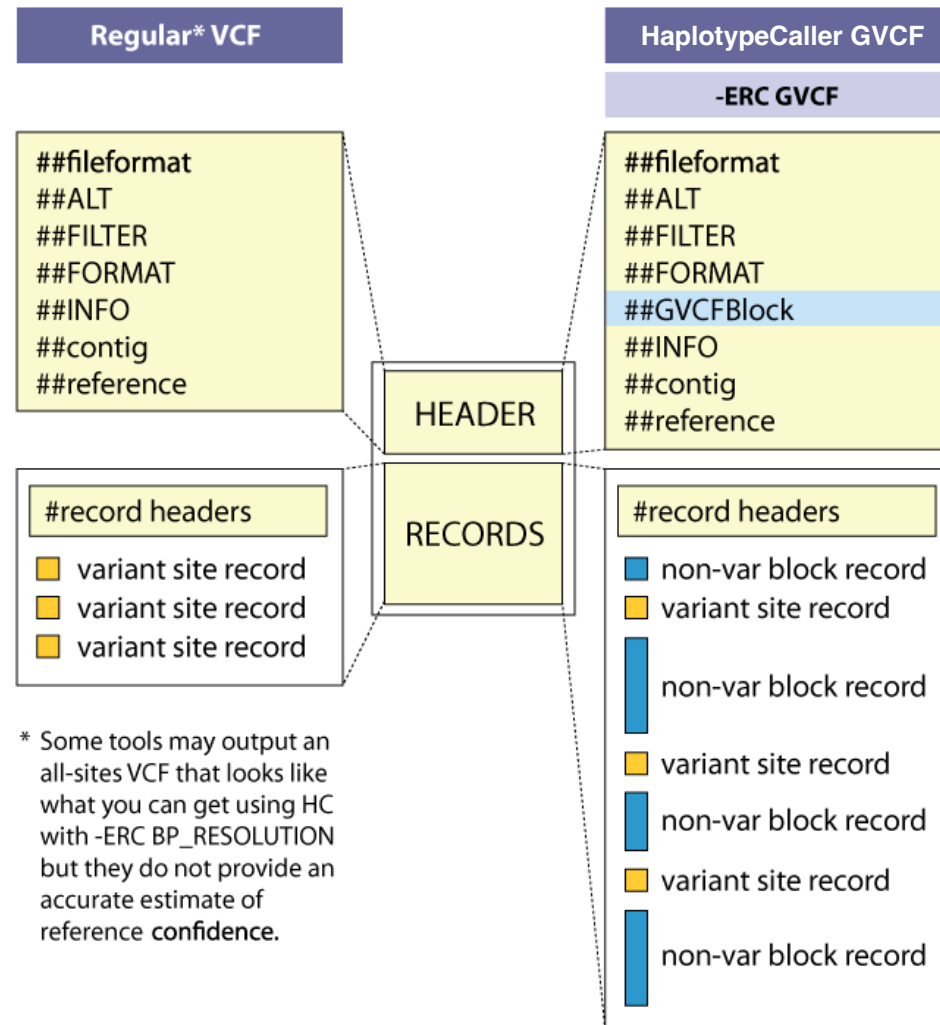 Regular* VCF
##fileformat
##ALT
##FILTER
##FORMAT
##INFO
##contig
##reference
#record headers
variant site record
variant site record
variant site record
* Some tools may output an
all-sites VCF that looks like
what you can get using HC
with -ERC BP_RESOLUTION
but they do not provide an
accurate estimate of
reference confidence.
HEADER
RECORDS
HaplotypeCaller GVCF
-ERC GVCF
##fileformat
##ALT
##FILTER
##FORMAT
##GVCFBlock
##INFO
##contig
##reference
#record headers
non-var block record
variant site record
non-var block record
variant site record
non-var block record
variant site record
non-var block record